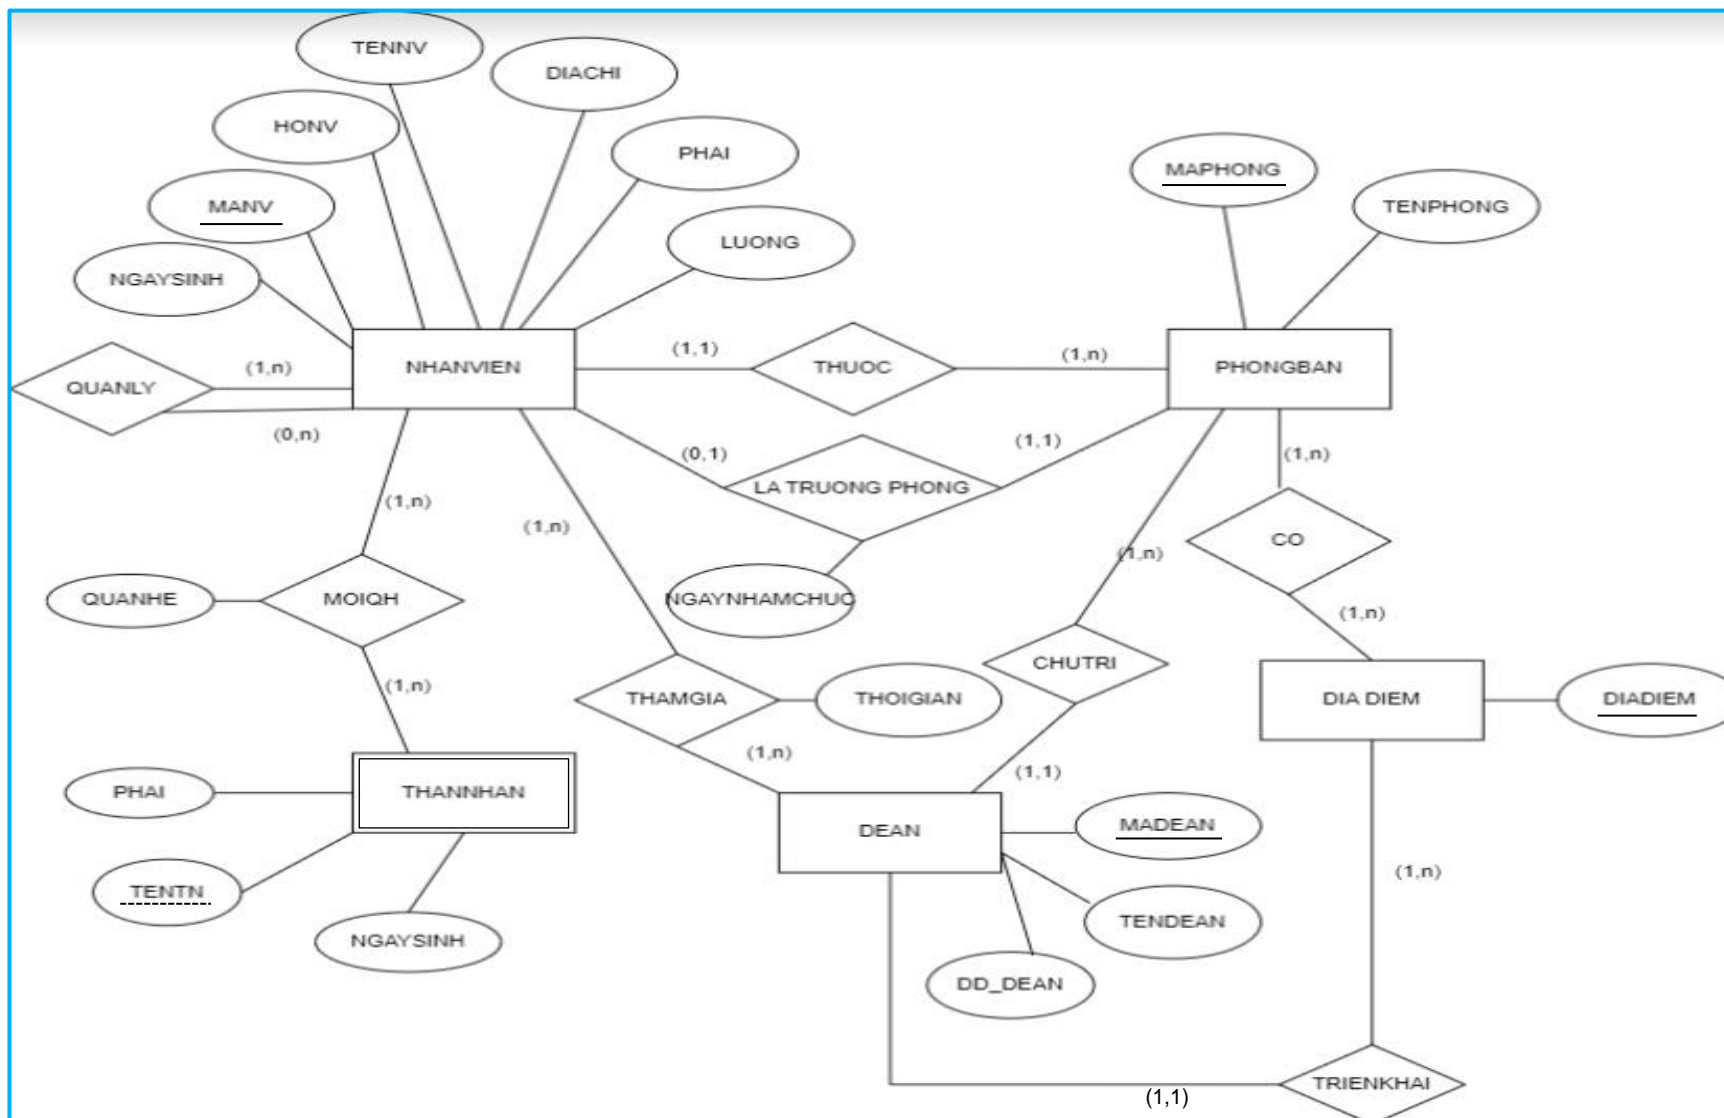 TENNV
DIACHI
HONV
PHAI
MAPHONG
MANV
TENPHONG
LUONG
NGAYSINH
(1,1)
(1,n)
NHANVIEN
THUOC
PHONGBAN
(1,n)
QUANLY
(0,n)
(0,1)
(1,1)
(1,n)
LA TRUONG PHONG
(1,n)
(1,n)
(1,n)
CO
QUANHE
MOIQH
NGAYNHAMCHUC
(1,n)
CHUTRI
(1,n)
THAMGIA
THOIGIAN
DIA DIEM
DIADIEM
(1,n)
(1,1)
PHAI
THANNHAN
DEAN
MADEAN
(1,n)
TENTN
TENDEAN
NGAYSINH
DD_DEAN
TRIENKHAI
(1,1)